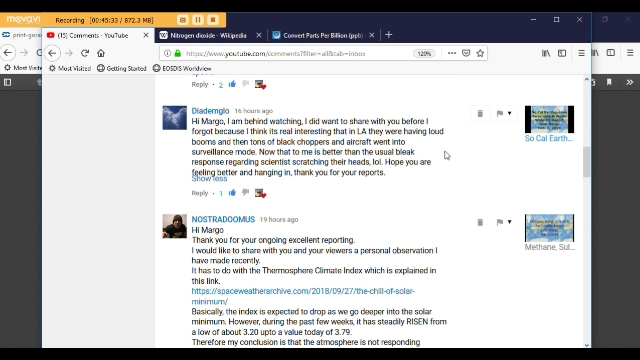 movavi
Recording [00:45:33 / 872.3 MB]
print-gora
(15) Comments - YouTube
Nitrogen dioxide - Wikipedia
Convert Parts Per Billion (ppb)
https://www.youtube.com/comments?filter=all&tab=inbox
120%
Most Visit
Most Visited
Getting Started
EOSDIS Worldview
Reply
2
Diademglo 16 hours ago
Hi Margo, I am behind watching, I did want to share with you before I
forgot because I think its real interesting that in LA they were having loud
booms and then tons of black choppers and aircraft went into
surveillance mode. Now that to me is better than the usual bleak
response regarding scientist scratching their heads, lol. Hope you are
feeling better and hanging in, thank you for your reports.
Show less
Reply
1
So Cal Earth...
NOSTRADOOMUS 19 hours ago
Hi Margo
Thank you for your ongoing excellent reporting.
I would like to share with you and your viewers a personal observation I
have made recently.
It has to do with the Thermosphere Climate Index which is explained in
this link.
https://spaceweatherarchive.com/2018/09/27/the-chill-of-solar-
minimum/
Basically, the index is expected to drop as we go deeper into the solar
minimum. However, during the past few weeks, it has steadily RISEN from
a low of about 3.20 upto a value today of 3.79.
Therefore my conclusion is that the atmosphere is not responding
Methane, Sul...